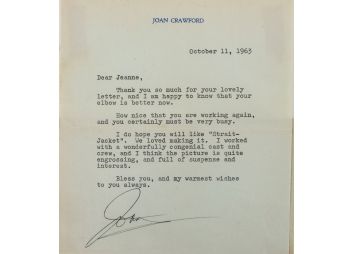 JOAN CRAWFORD
October 11, 1963
Dear Jeanne,
Thank you so much for your lovely
letter, and I am happy to know that your
elbow is better now.
How nice that you are working again,
and you certainly must be very busy.
I do hope you will like "Strait-
Jacket". We loved making it. I worked
with a wonderfully congenial cast and
crew, and I think the picture is quite
engrossing, and full of suspense and
interest.
Bless you, and my warmest wishes
to you always.
Joan